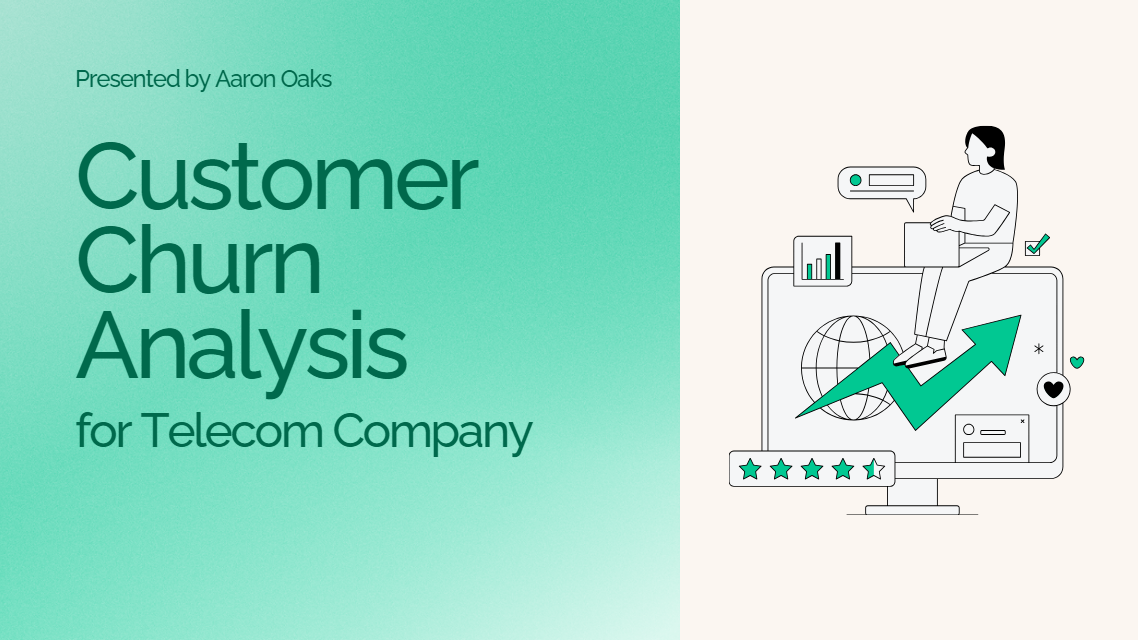 Presented by Aaron Oaks
Customer
Churn
Analysis
for Telecom Company